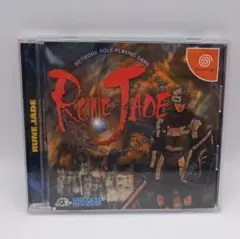 NETWORK ROLE-PLAYING GAME
RUNE JADE
RUNE JADE
HUDSON